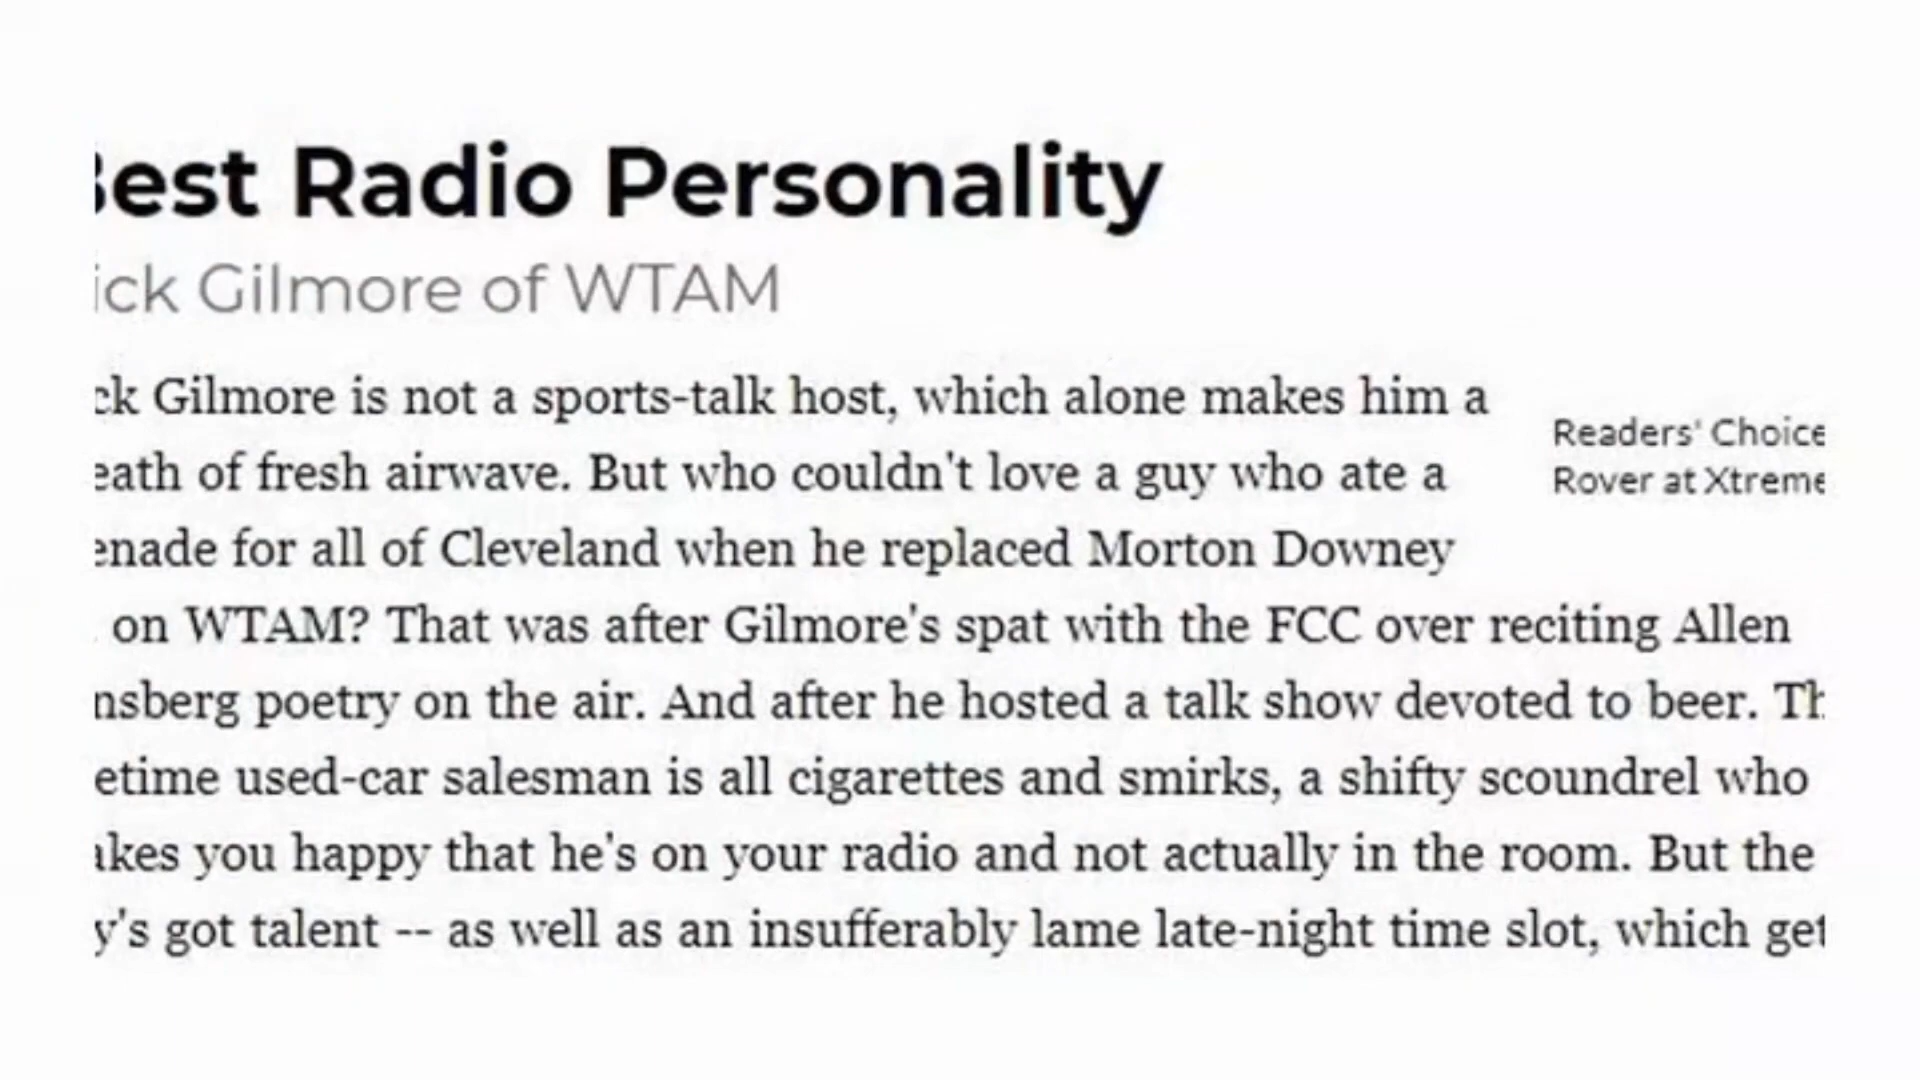 Best Radio Personality
ick Gilmore of WTAM
ck Gilmore is not a sports-talk host, which alone makes him a
eath of fresh airwave. But who couldn't love a guy who ate a
enade for all of Cleveland when he replaced Morton Downey
on WTAM? That was after Gilmore's spat with the FCC over reciting Allen
nsberg poetry on the air. And after he hosted a talk show devoted to beer. Th
etime used-car salesman is all cigarettes and smirks, a shifty scoundrel who
akes you happy that he's on your radio and not actually in the room. But the
y's got talent -- as well as an insufferably lame late-night time slot, which get
Readers' Choice
Rover at Xtreme